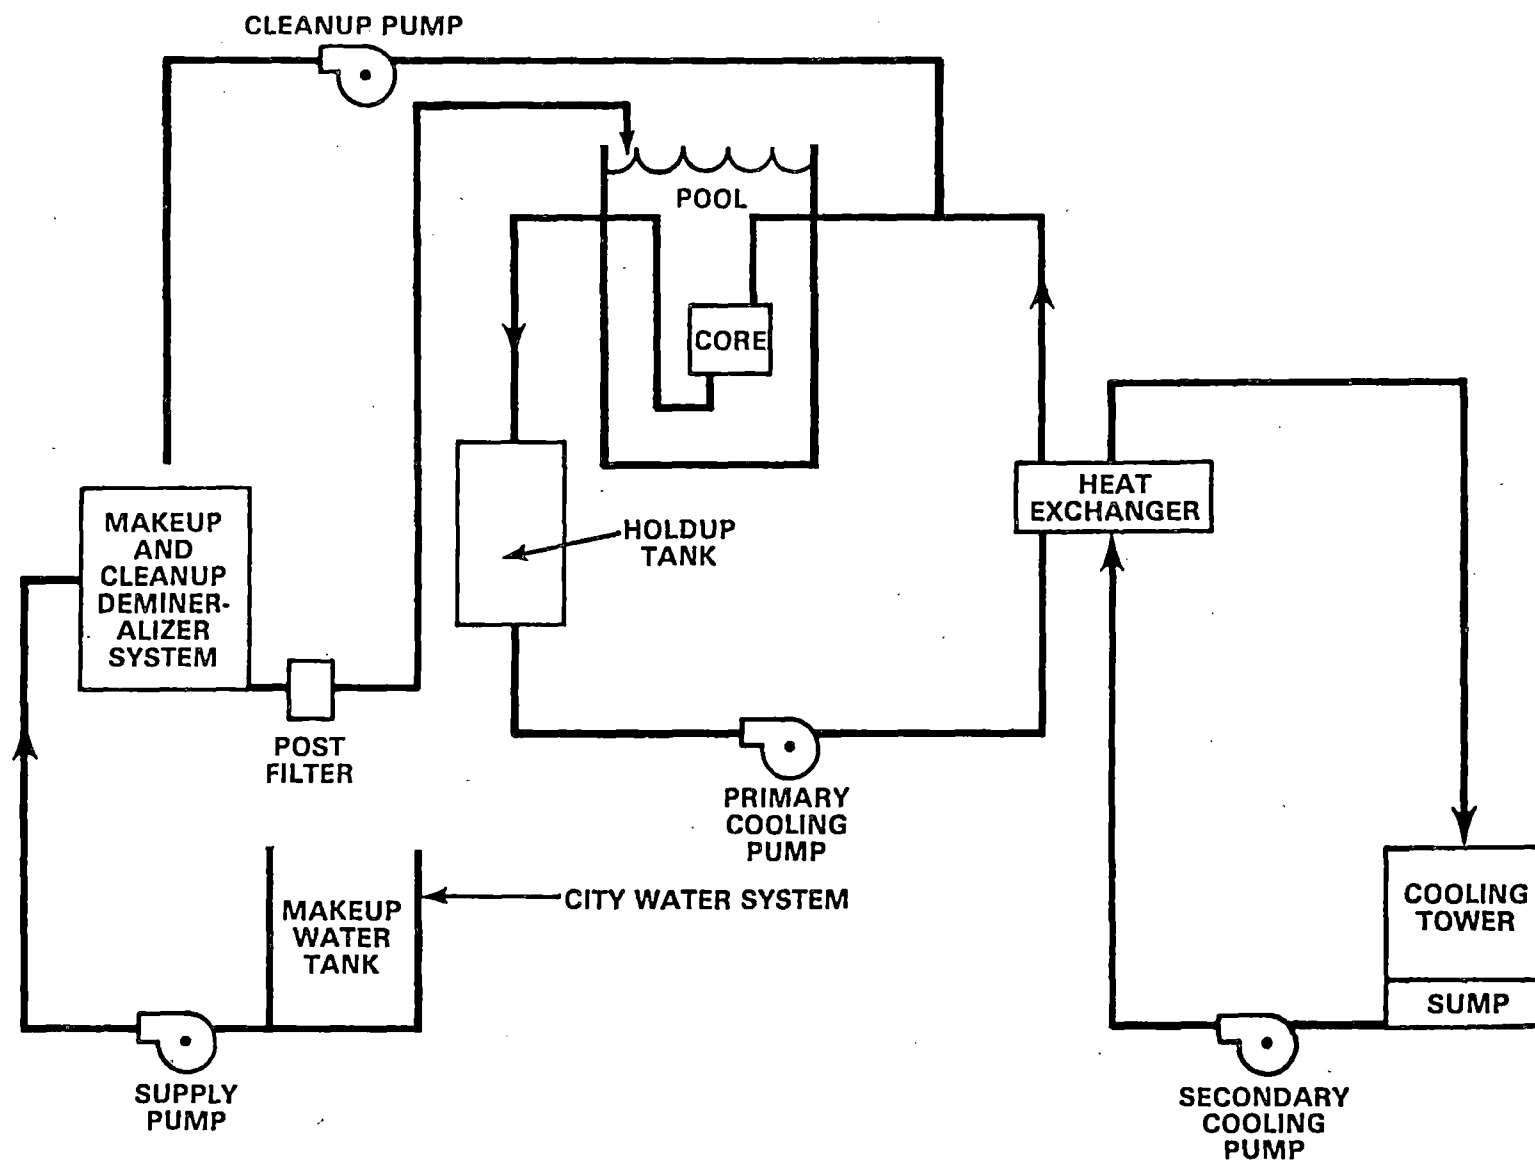 CLEANUP PUMP
POOL
CORE
HEAT
EXCHANGER
MAKEUP
AND
CLEANUP
DEMINER-
ALIZER
SYSTEM
HOLDUP
TANK
POST
FILTER
PRIMARY
COOLING
PUMP
CITY WATER SYSTEM
MAKEUP
WATER
TANK
COOLING
TOWER
SUMP
SUPPLY
PUMP
SECONDARY
COOLING
PUMP